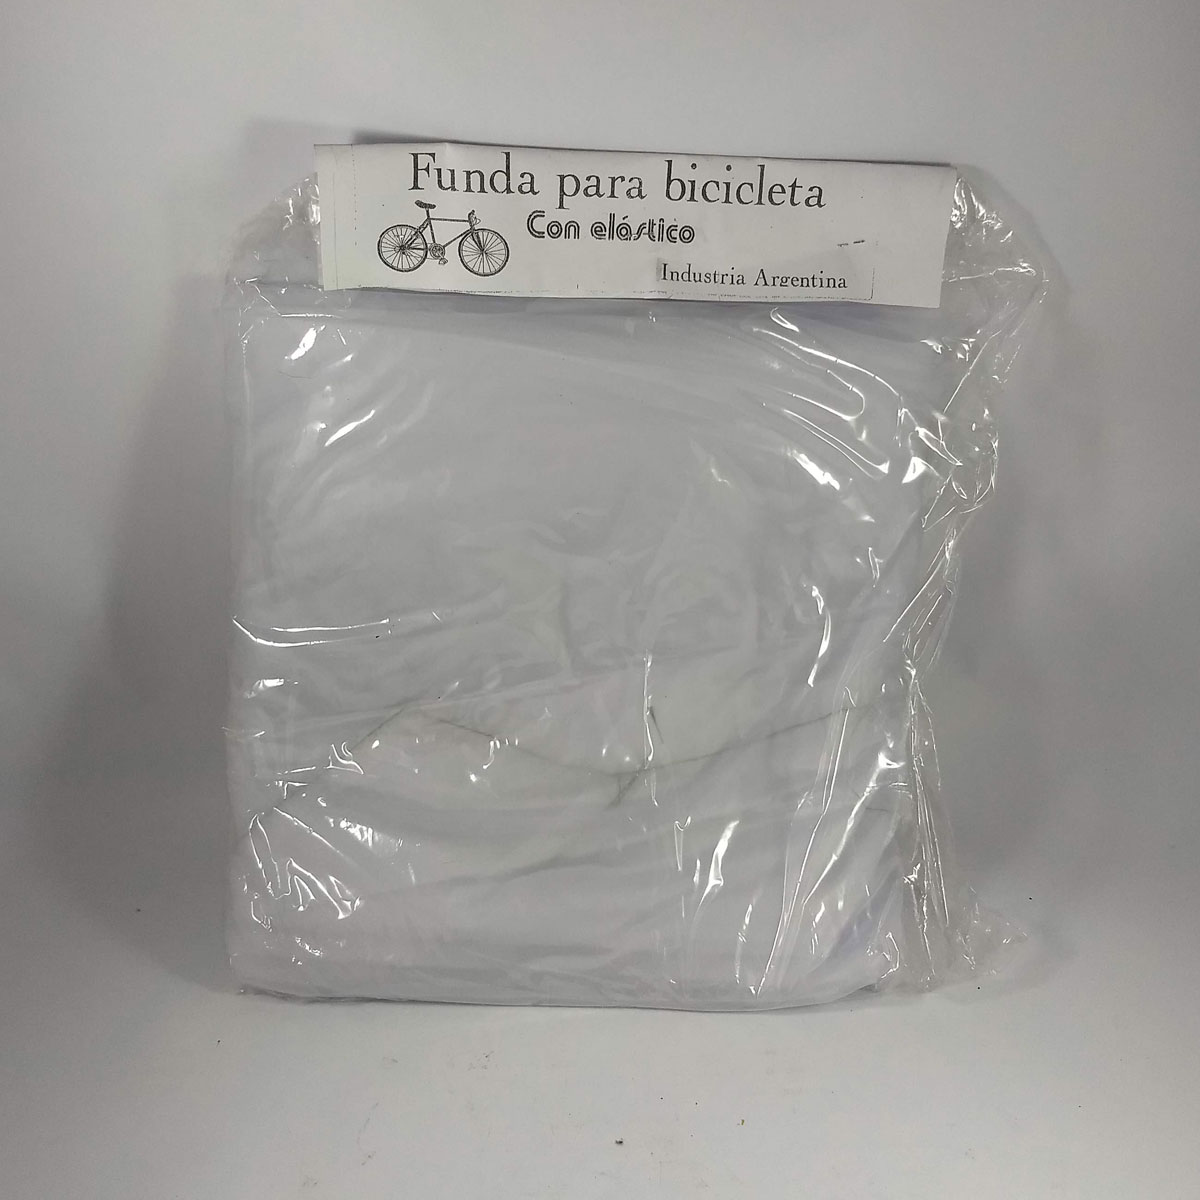 Funda para bicicleta
Con elástico
Industria Argentina